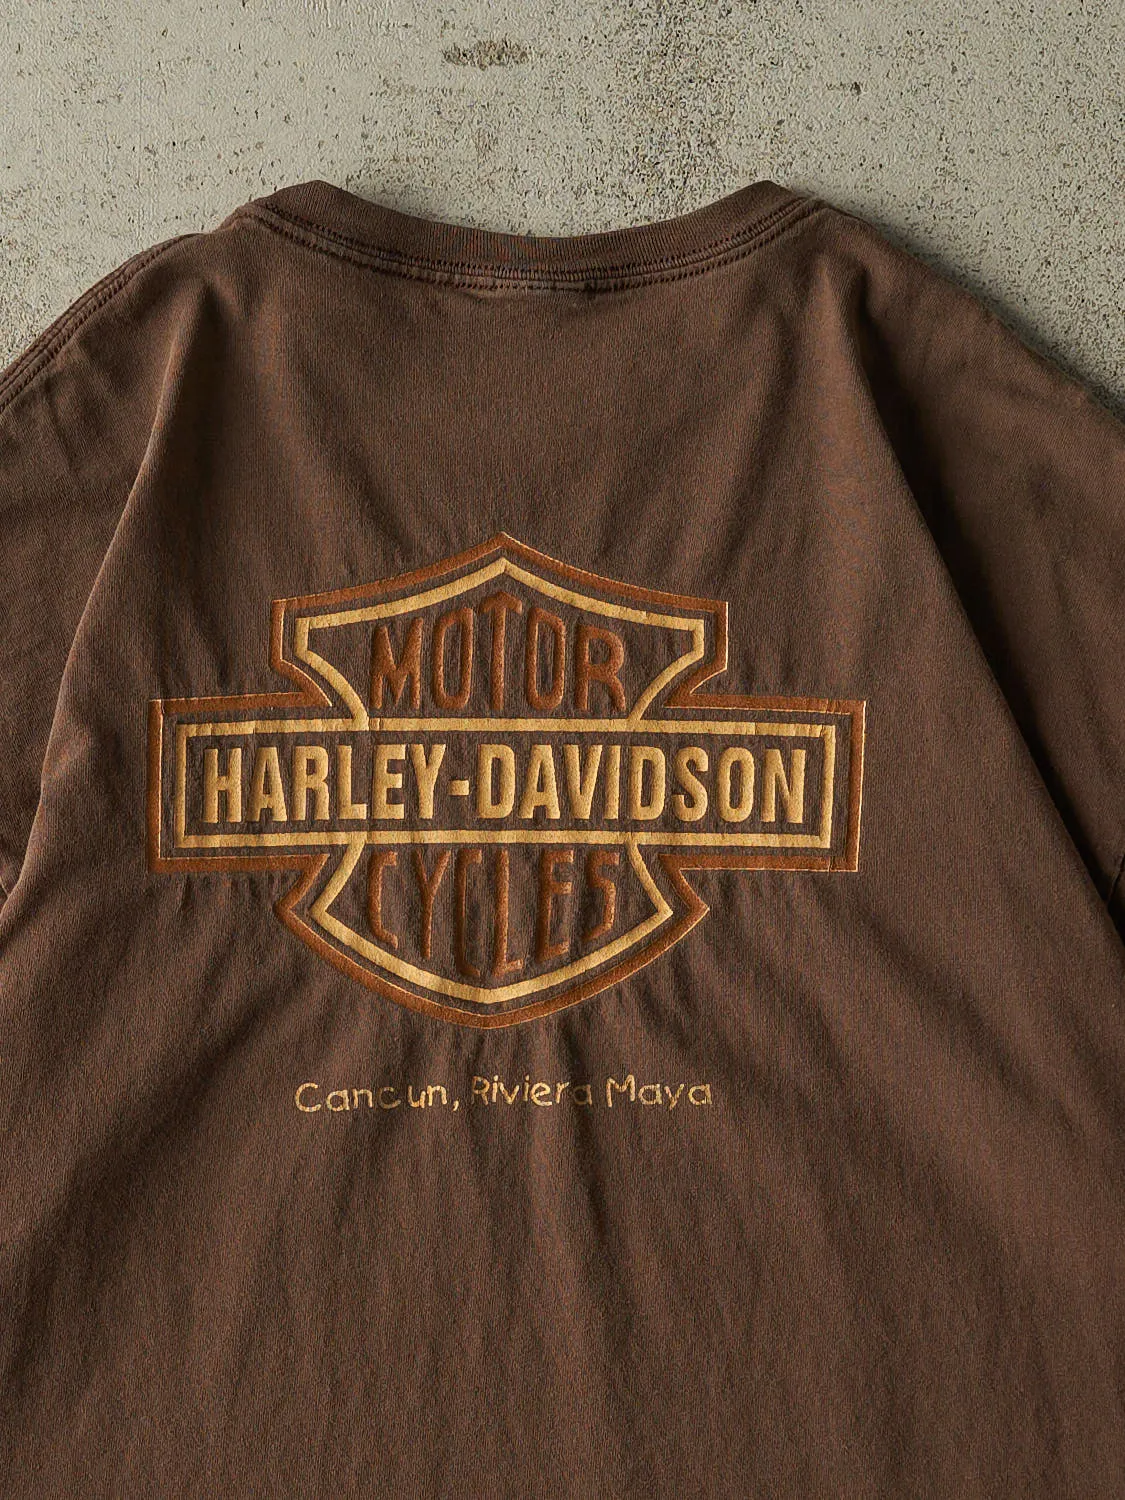 MOTOR
HARLEY-DAVIDSON
CYCLES
Cancun, Riviera Maya